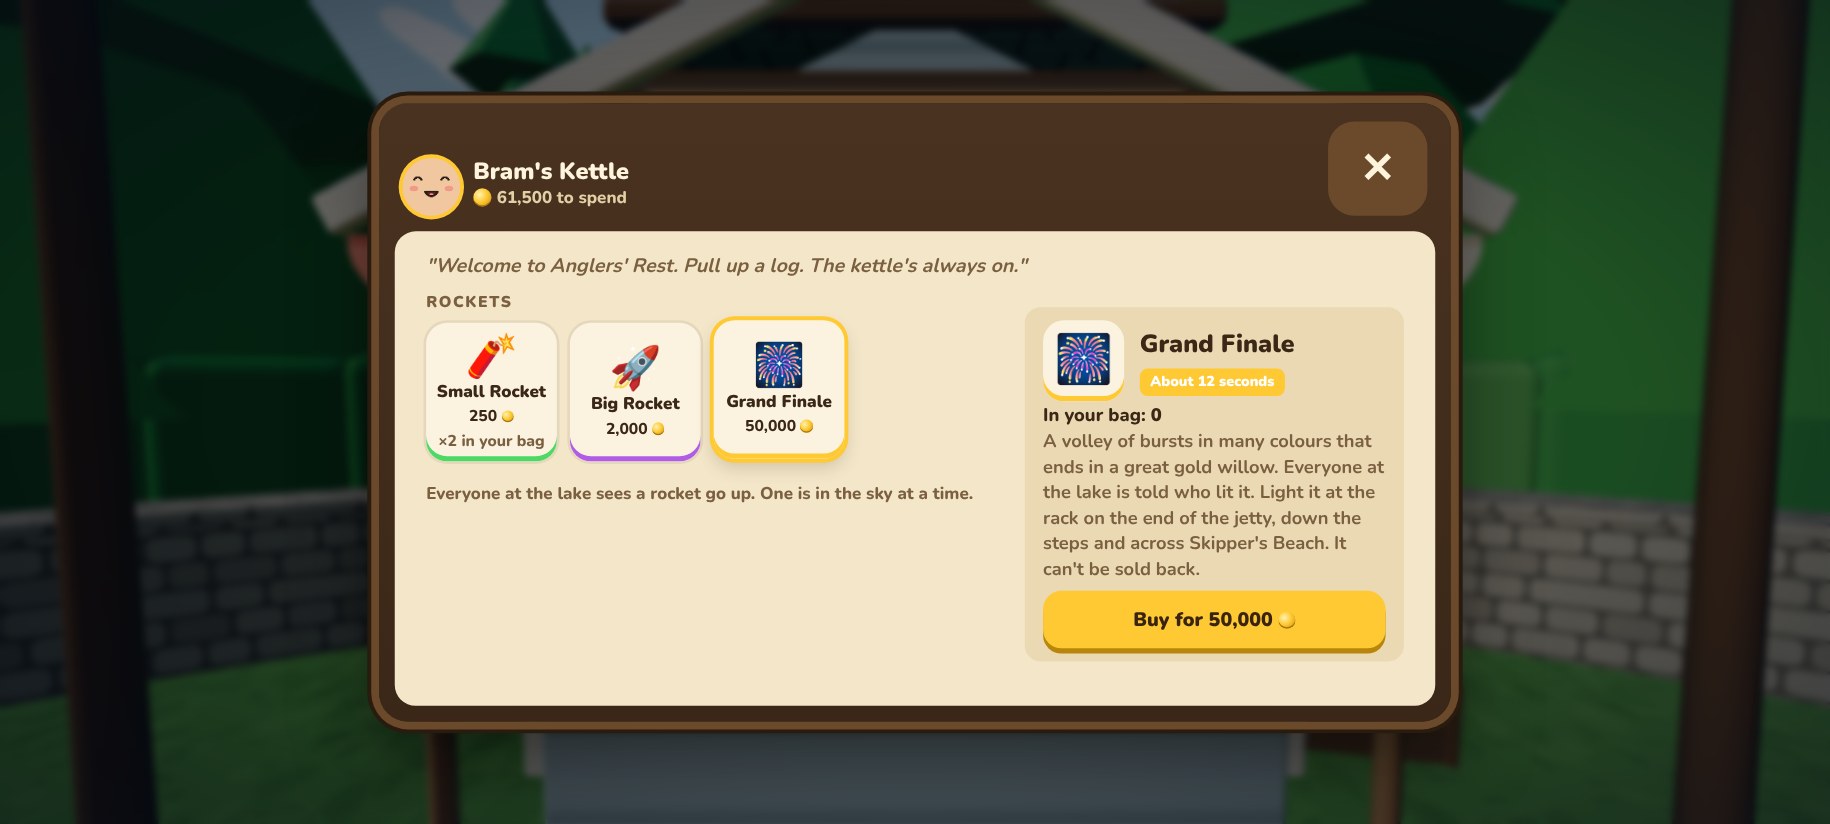 Bram's Kettle
61,500 to spend
"Welcome to Anglers' Rest. Pull up a log. The kettle's always on."
ROCKETS
Small Rocket
250
×2 in your bag
Big Rocket
2,000
Grand Finale
50,000
Everyone at the lake sees a rocket go up. One is in the sky at a time.
Grand Finale
About 12 seconds
In your bag: 0
A volley of bursts in many colours that
ends in a great gold willow. Everyone at
the lake is told who lit it. Light it at the
rack on the end of the jetty, down the
steps and across Skipper's Beach. It
can't be sold back.
Buy for 50,000